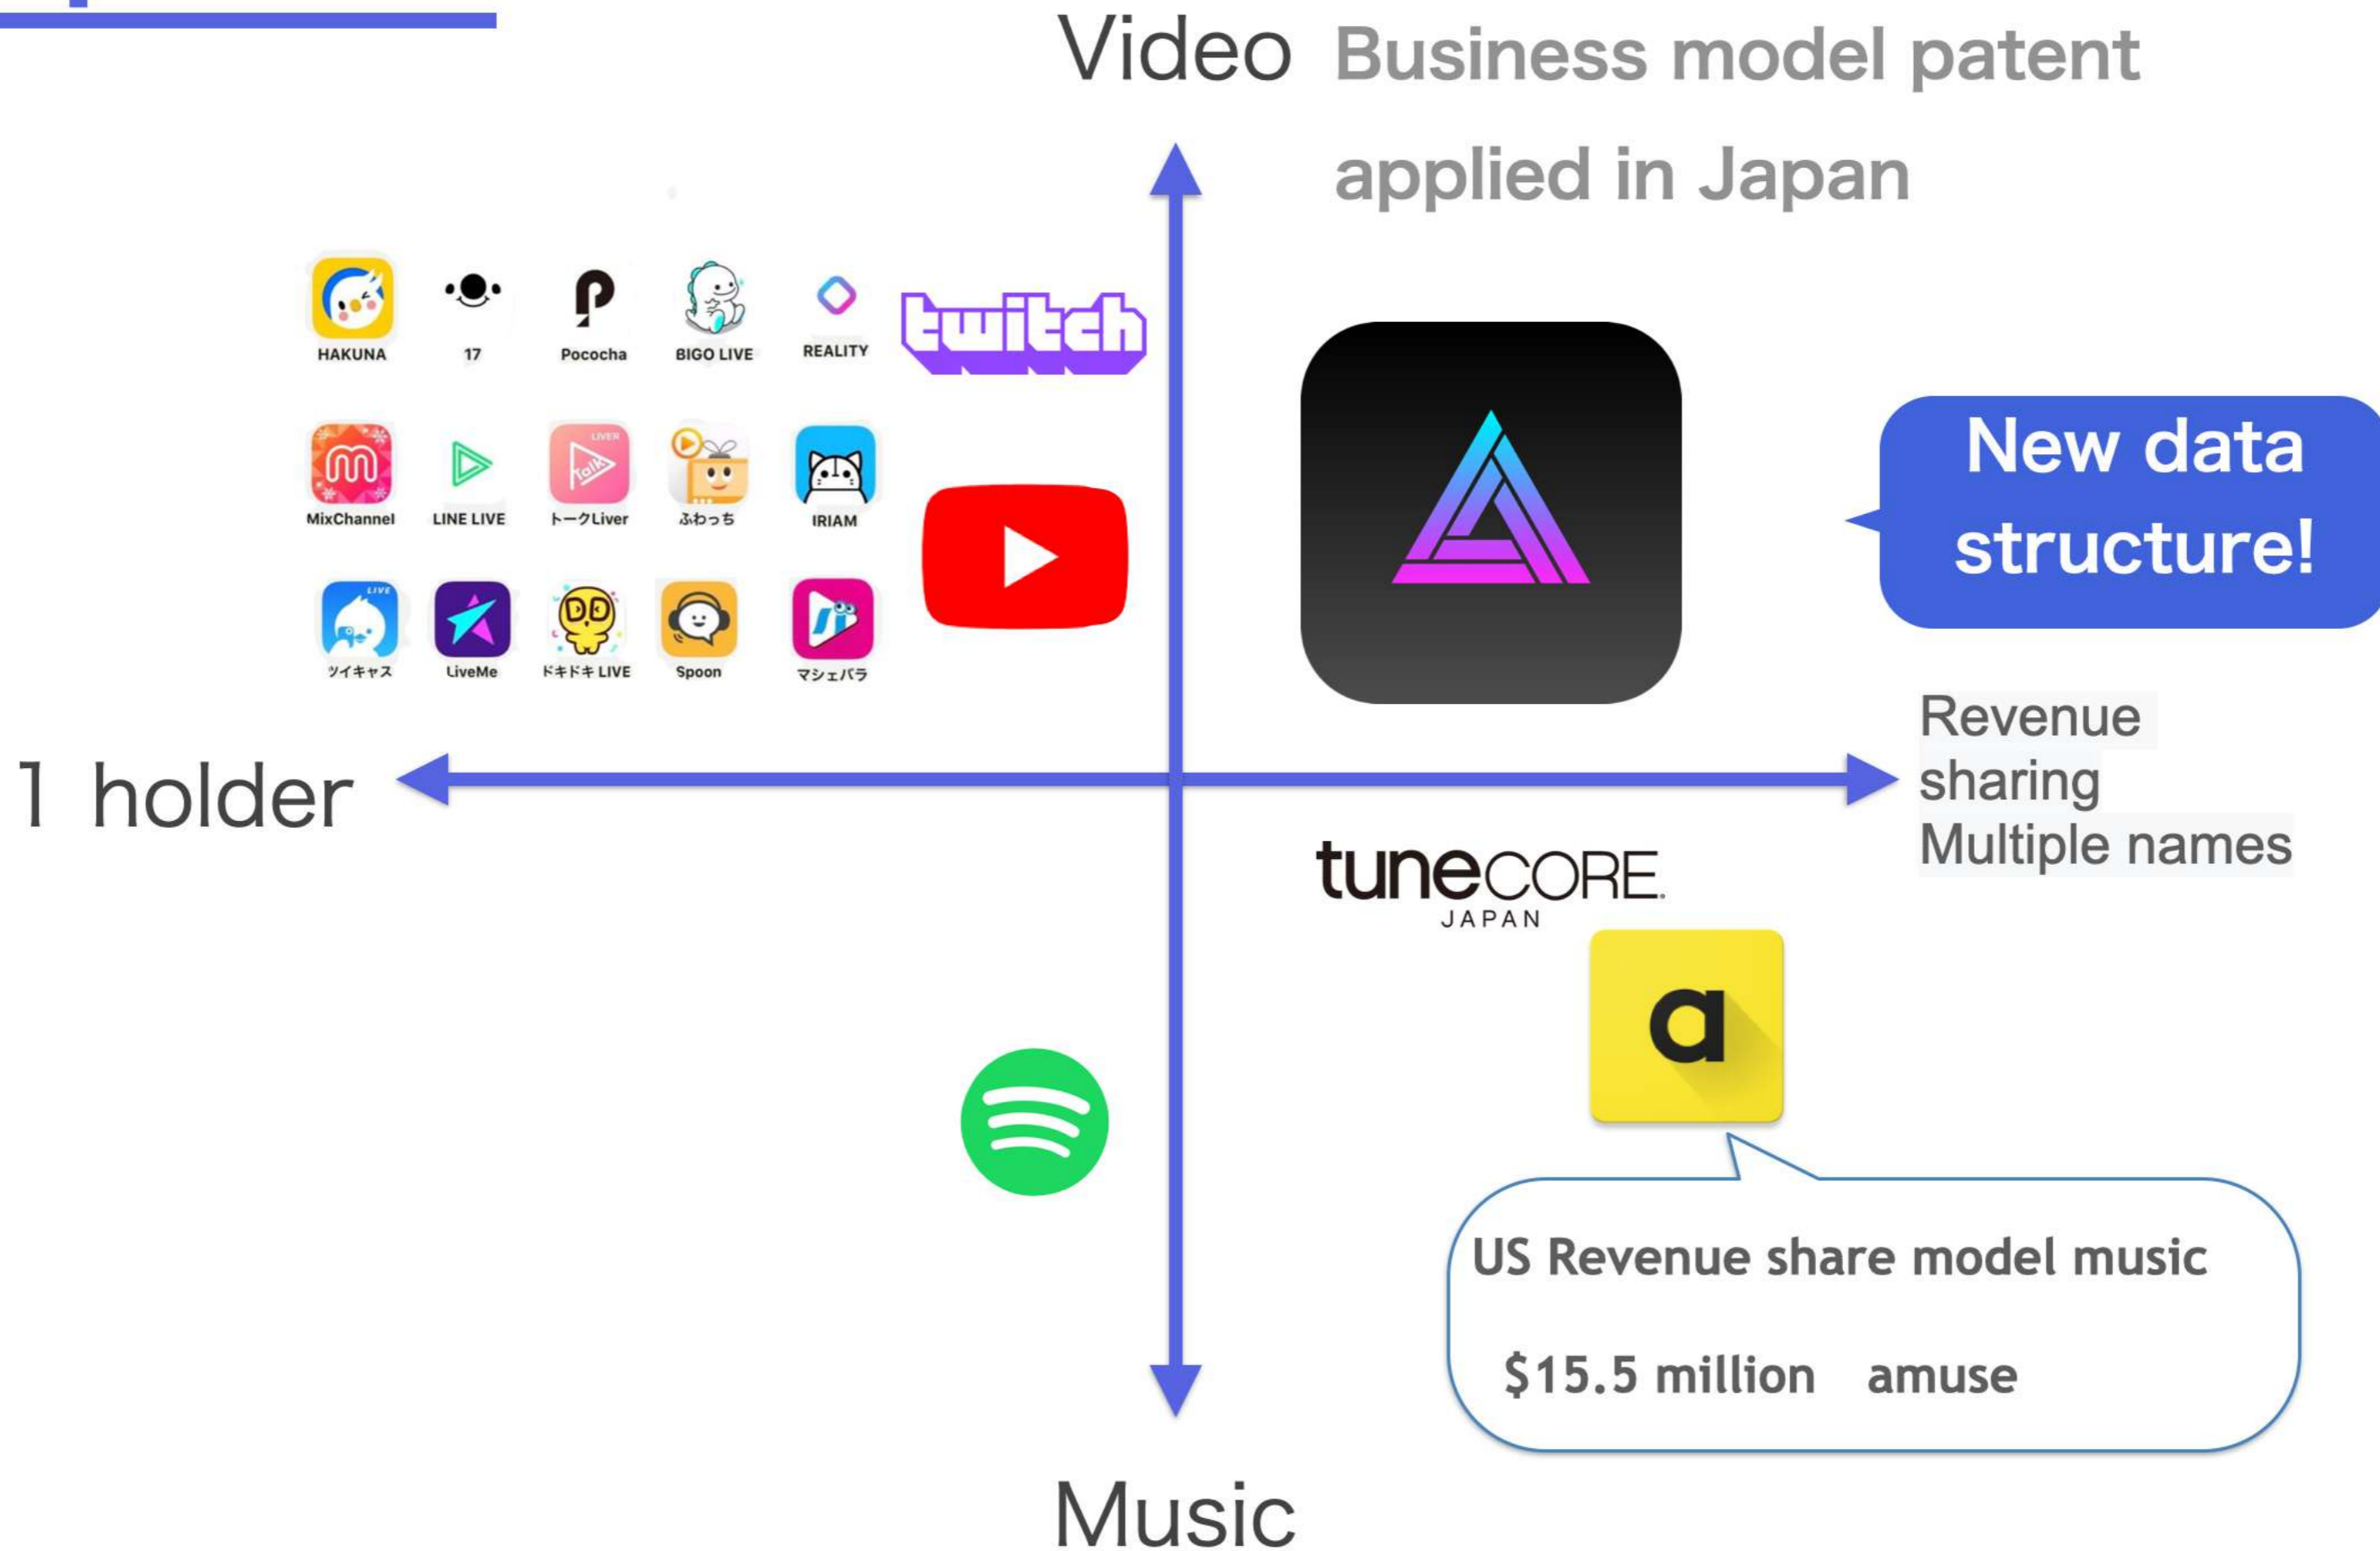 Video
Business model patent
applied in Japan
twitch
HAKUNA
17
Pococha
BIGO LIVE
REALITY
LIVER
Talk
MixChannel
LINE LIVE
トークLiver
ふわっち
IRIAM
LIVE
ツイキャス
LiveMe
ドキドキ LIVE
Spoon
マシェバラ
New data
structure!
1 holder
Revenue
sharing
Multiple names
tuneCORE
JAPAN
a
US Revenue share model music
$15.5 million amuse
Music